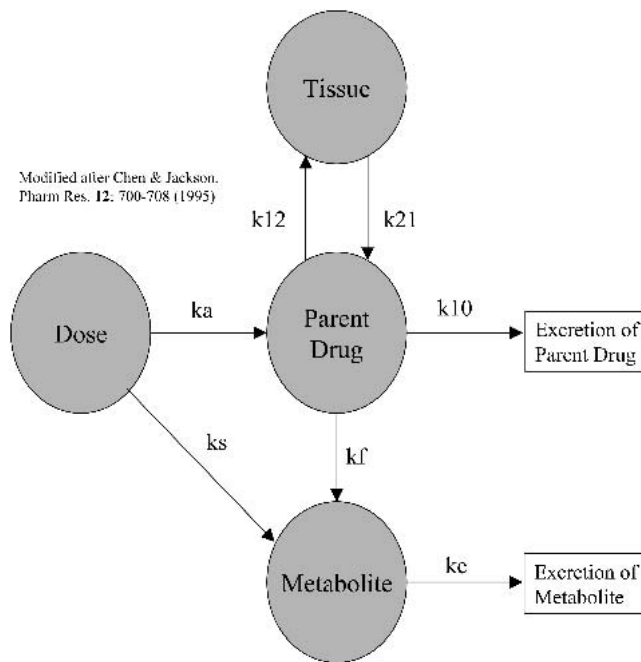 Tissue
Modified after Chen & Jackson.
Pharm Res. 12: 700-708 (1995)
k12
k21
Dose
ka
Parent
Drug
k10
Excretion of
Parent Drug
ks
kf
Metabolite
ke
Excretion of
Metabolite